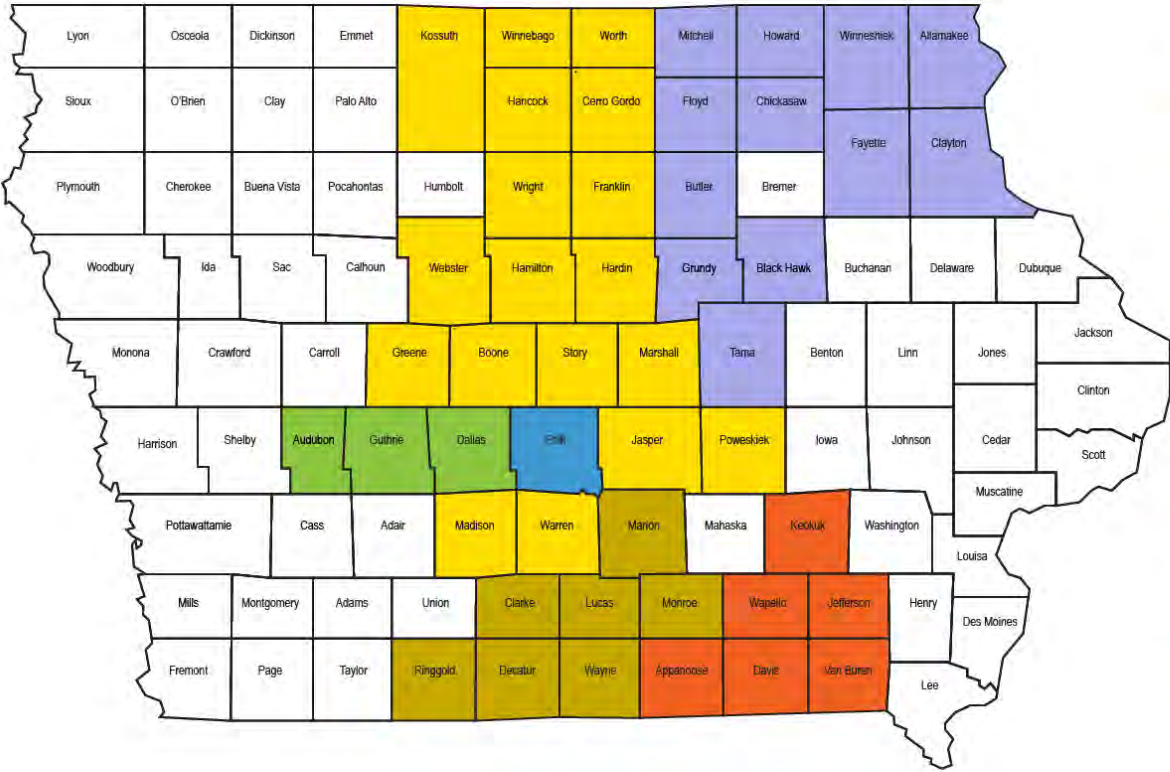 Lyon Osceola Dickinson Emmet Kossuth Winnebago Worth Mitchell Howard Winneshiek Allamakee
Sioux O'Brien Clay Palo Alto Hancock Cerro Gordo Floyd Chickasaw
Fayette Clayton
Plymouth Cherokee Buena Vista Pocahontas Humbolt Wright Franklin Butler Bremer
Woodbury Ida Sac Calhoun Webster Hamilton Hardin Grundy Black Hawk Buchanan Delaware Dubuque
Jackson
Monona Crawford Carroll Greene Boone Story Marshall Tama Benton Linn Jones
Clinton
Harrison Shelby Audubon Guthrie Dallas Polk Jasper Poweskiek Iowa Johnson Cedar
Scott
Muscatine
Pottawattamie Cass Adair Madison Warren Marion Mahaska Keokuk Washington
Louisa
Mills Montgomery Adams Union Clarke Lucas Monroe Wapello Jefferson Henry
Des Moines
Fremont Page Taylor Ringgold Decatur Wayne Appanoose Davis Van Buren
Lee